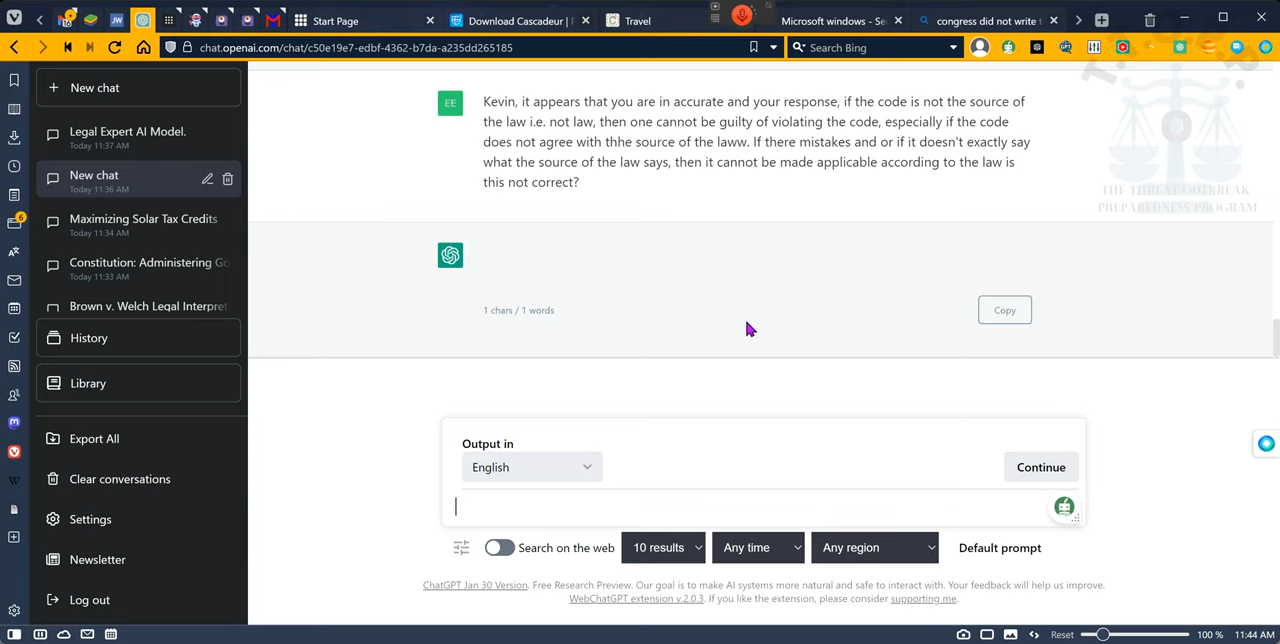 Start Page
Download Cascadeur | F
Travel
Microsoft windows - Se
congress did not write t
chat.openai.com/chat/c50e19e7-edbf-4362-b7da-a235dd265185
Search Bing
New chat
Legal Expert AI Model.
Today 11:37 AM
New chat
Today 11:36 AM
Maximizing Solar Tax Credits
Today 11:34 AM
Constitution: Administering Go
Today 11:33 AM
Brown v. Welch Legal Interpret
History
Library
Export All
Clear conversations
Settings
Newsletter
Log out
EE
Kevin, it appears that you are in accurate and your response, if the code is not the source of
the law i.e. not law, then one cannot be guilty of violating the code, especially if the code
does not agree with thhe source of the laww. If there mistakes and or if it doesn't exactly say
what the source of the law says, then it cannot be made applicable according to the law is
this not correct?
THE THREAT OUTBREAK
PREPAREDNESS PROGRAM
1 chars / 1 words
Copy
Output in
English
Continue
Search on the web
10 results
Any time
Any region
Default prompt
ChatGPT Jan 30 Version. Free Research Preview. Our goal is to make AI systems more natural and safe to interact with. Your feedback will help us improve.
WebChatGPT extension v.2.0.3. If you like the extension, please consider supporting me.
Reset
100 %
11:44 AM